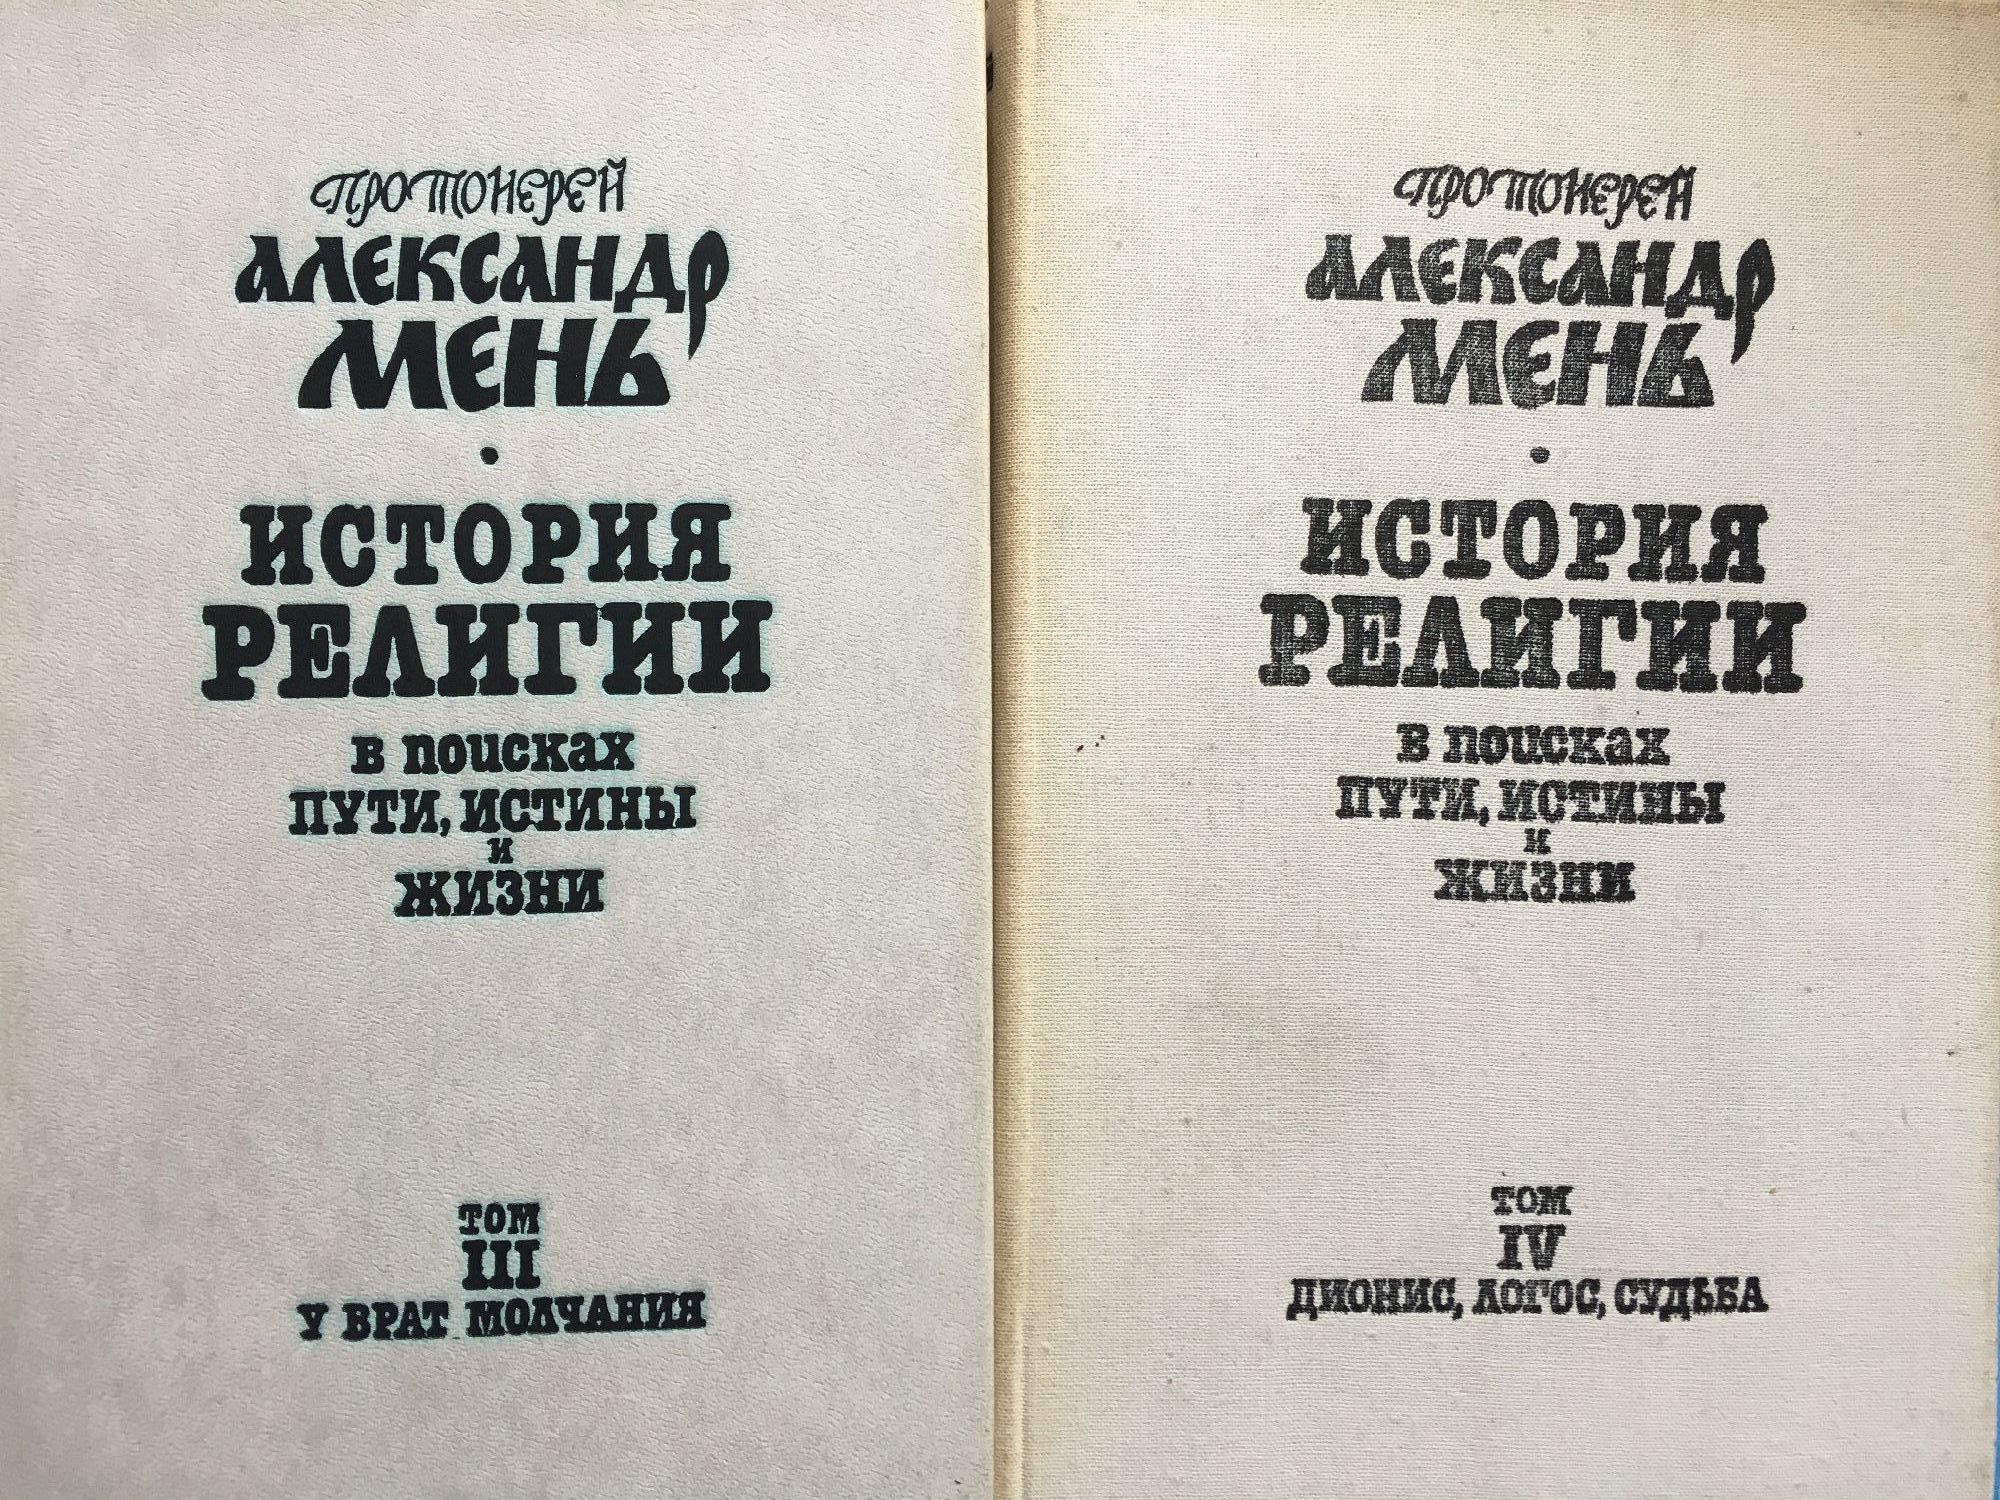 Протоиерей
АЛЕКСАНДР
МЕНЬ
•
ИСТОРИЯ
РЕЛИГИИ
в поисках
ПУТИ, ИСТИНЫ
и
ЖИЗНИ
ТОМ
III
У ВРАТ МОЛЧАНИЯ
Протоиерей
АЛЕКСАНДР
МЕНЬ
•
ИСТОРИЯ
РЕЛИГИИ
в поисках
ПУТИ, ИСТИНЫ
и
ЖИЗНИ
ТОМ
IV
ДИОНИС, ЛОГОС, СУДЬБА